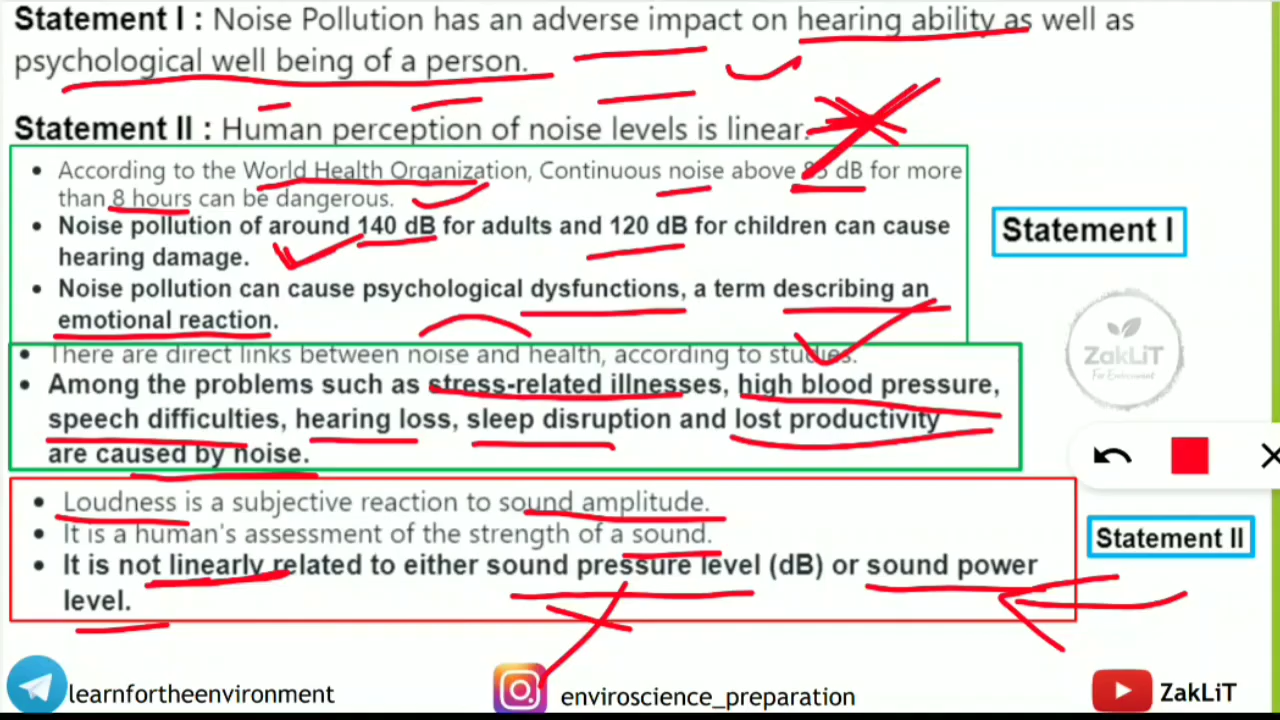 Statement I : Noise Pollution has an adverse impact on hearing ability as well as
psychological well being of a person.
Statement II : Human perception of noise levels is linear.
• According to the World Health Organization, Continuous noise above dB for more
than 8 hours can be dangerous.
• Noise pollution of around 140 dB for adults and 120 dB for children can cause
hearing damage.
• Noise pollution can cause psychological dysfunctions, a term describing an
emotional reaction.
Statement I
• There are direct links between noise and health, according to studies.
• Among the problems such as stress-related illnesses, high blood pressure,
speech difficulties, hearing loss, sleep disruption and lost productivity
are caused by noise.
ZakLiT
For Environment
• Loudness is a subjective reaction to sound amplitude.
• It is a human's assessment of the strength of a sound.
• It is not linearly related to either sound pressure level (dB) or sound power
level.
Statement II
learnfortheenvironment
enviroscience_preparation
ZakLiT